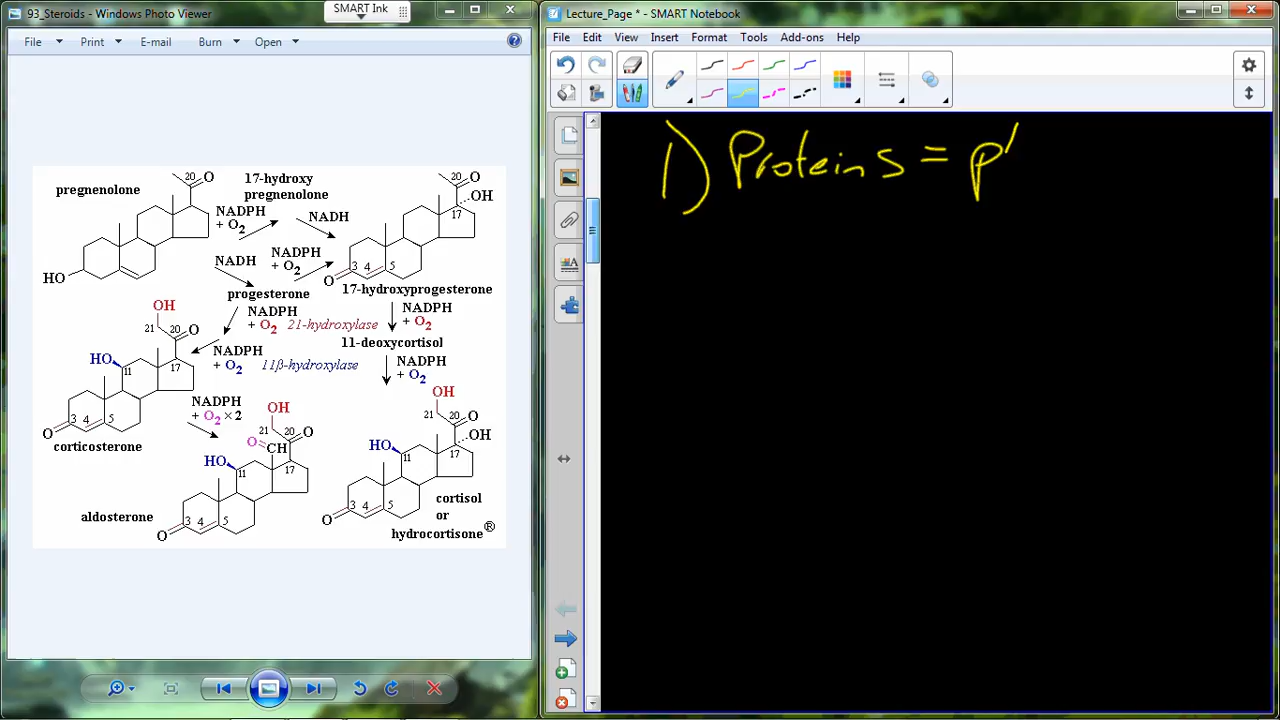 93_Steroids - Windows Photo Viewer
SMART Ink
File Print E-mail Burn Open
pregnenolone
20
O
17-hydroxy
pregnenolone
20
O
OH
17
NADPH
+ O2
NADH
HO
NADH
NADPH
+ O2
3 4 5
O
17-hydroxyprogesterone
progesterone
OH
21 20 O
NADPH
+ O2 21-hydroxylase
NADPH
+ O2
11-deoxycortisol
HO
11
17
NADPH
+ O2 11β-hydroxylase
NADPH
+ O2
3 4 5
O
corticosterone
NADPH
+ O2 ×2
OH
21 20 O
O CH
HO
11
17
3 4 5
O
aldosterone
OH
21 20 O
OH
HO
11
17
3 4 5
O
cortisol
or
hydrocortisone®
Lecture_Page * - SMART Notebook
File Edit View Insert Format Tools Add-ons Help
1) Proteins = p'